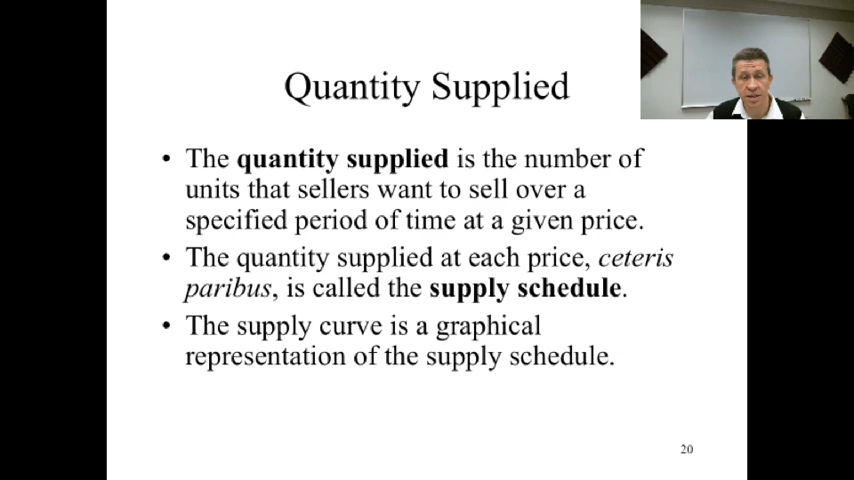 Quantity Supplied
• The quantity supplied is the number of
units that sellers want to sell over a
specified period of time at a given price.
• The quantity supplied at each price, ceteris
paribus, is called the supply schedule.
• The supply curve is a graphical
representation of the supply schedule.
20